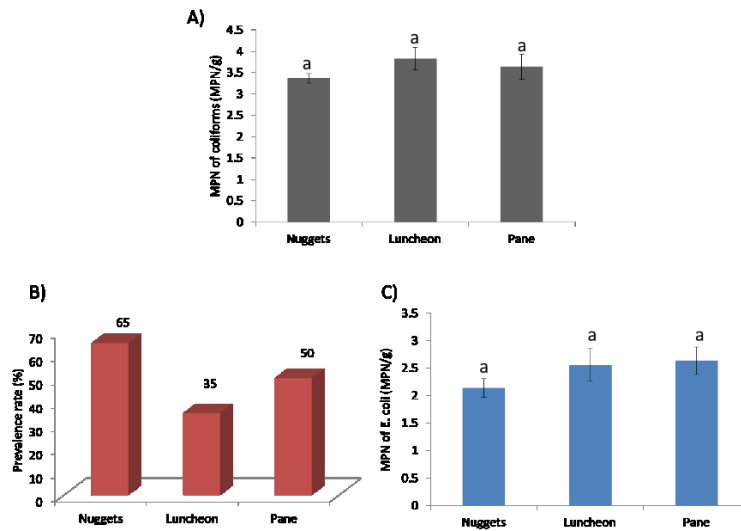 A)
MPN of coliforms (MPN/g)
4.5
4
3.5
3
2.5
2
1.5
1
0.5
0
a
a
a
Nuggets
Luncheon
Pane
B)
Prevalence rate (%)
70
60
50
40
30
20
10
0
65
35
50
Nuggets
Luncheon
Pane
C)
MPN of E. coli (MPN/g)
3.5
3
2.5
2
1.5
1
0.5
0
a
a
a
Nuggets
Luncheon
Pane